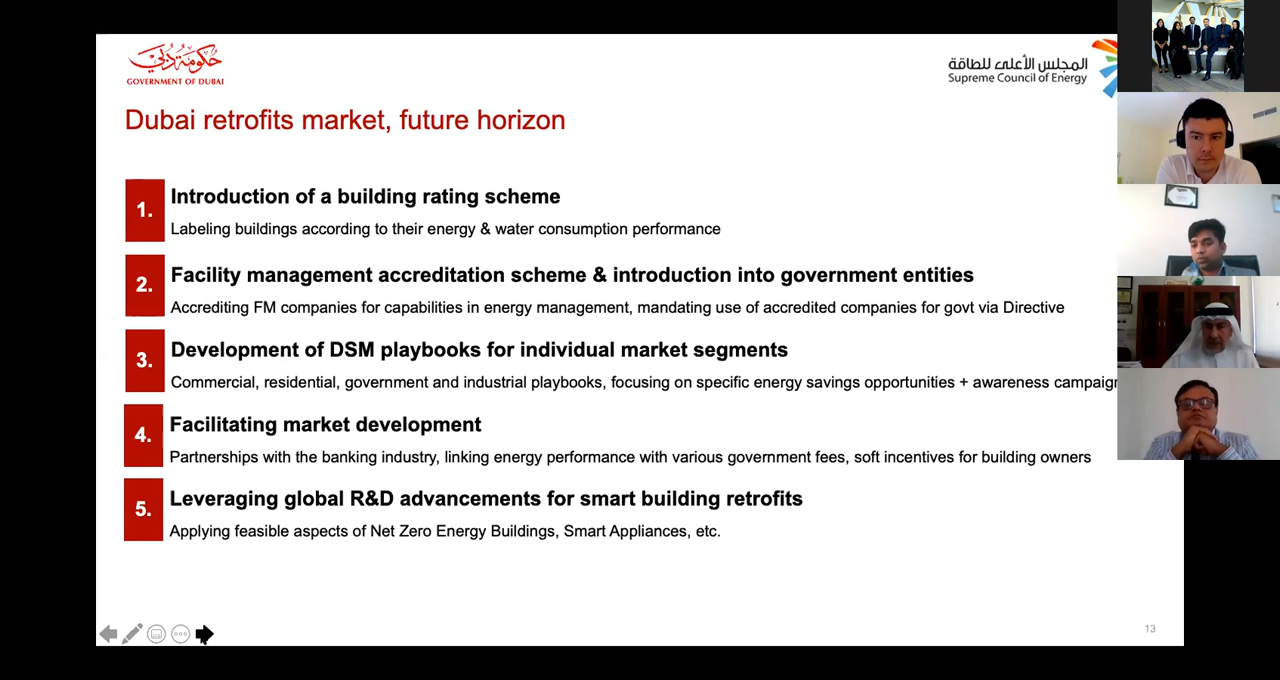 حكومة دبي
GOVERNMENT OF DUBAI
المجلس الأعلى للطاقة
Supreme Council of Energy
Dubai retrofits market, future horizon
1.
Introduction of a building rating scheme
Labeling buildings according to their energy & water consumption performance
2.
Facility management accreditation scheme & introduction into government entities
Accrediting FM companies for capabilities in energy management, mandating use of accredited companies for govt via Directive
3.
Development of DSM playbooks for individual market segments
Commercial, residential, government and industrial playbooks, focusing on specific energy savings opportunities + awareness campaign
4.
Facilitating market development
Partnerships with the banking industry, linking energy performance with various government fees, soft incentives for building owners
5.
Leveraging global R&D advancements for smart building retrofits
Applying feasible aspects of Net Zero Energy Buildings, Smart Appliances, etc.
13